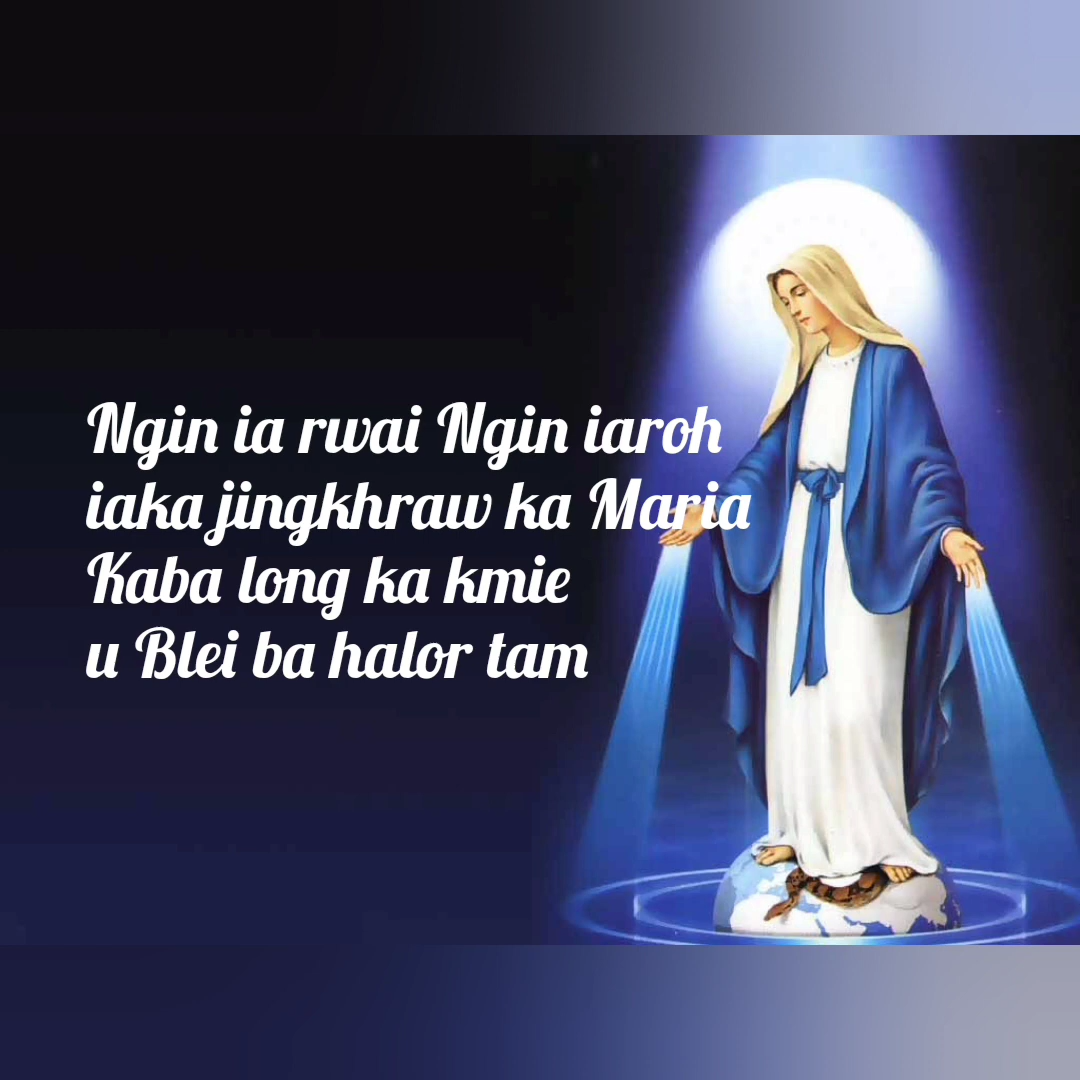 Ngin ia rwai Ngin iaroh
iaka jingkhraw ka Maria
Kaba long ka kmie
u Blei ba halor tam